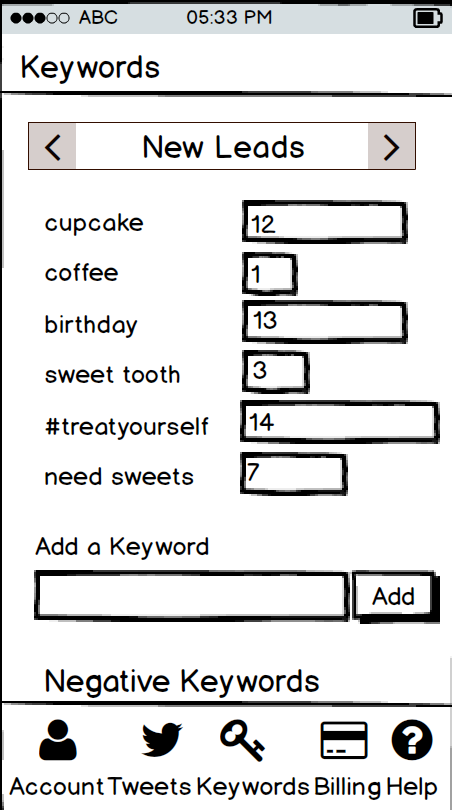 ABC 05:33 PM
Keywords
New Leads
cupcake 12
coffee 1
birthday 13
sweet tooth 3
#treatyourself 14
need sweets 7
Add a Keyword
Add
Negative Keywords
Account Tweets Keywords Billing Help